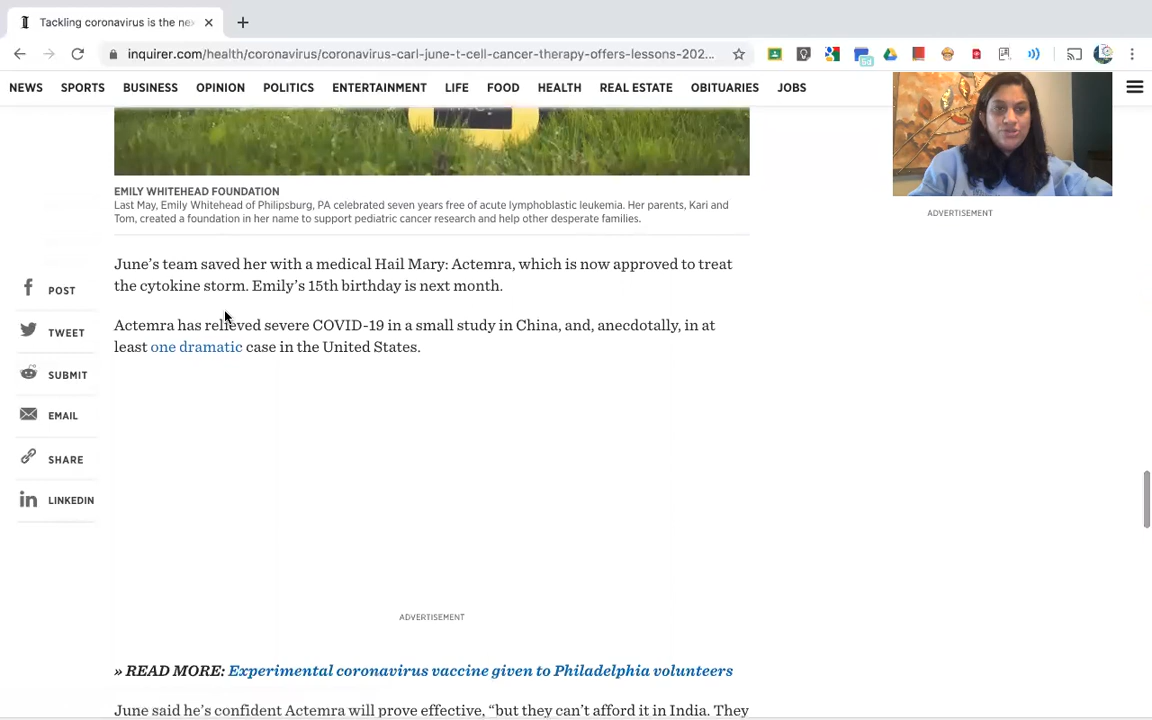 Tackling coronavirus is the ne
inquirer.com/health/coronavirus/coronavirus-carl-june-t-cell-cancer-therapy-offers-lessons-202...
5d
NEWS SPORTS BUSINESS OPINION POLITICS ENTERTAINMENT LIFE FOOD HEALTH REAL ESTATE OBITUARIES JOBS
EMILY WHITEHEAD FOUNDATION
Last May, Emily Whitehead of Philipsburg, PA celebrated seven years free of acute lymphoblastic leukemia. Her parents, Kari and
Tom, created a foundation in her name to support pediatric cancer research and help other desperate families.
ADVERTISEMENT
June's team saved her with a medical Hail Mary: Actemra, which is now approved to treat
the cytokine storm. Emily's 15th birthday is next month.
Actemra has relieved severe COVID-19 in a small study in China, and, anecdotally, in at
least one dramatic case in the United States.
POST
TWEET
SUBMIT
EMAIL
SHARE
LINKEDIN
ADVERTISEMENT
» READ MORE: Experimental coronavirus vaccine given to Philadelphia volunteers
June said he's confident Actemra will prove effective, "but they can't afford it in India. They